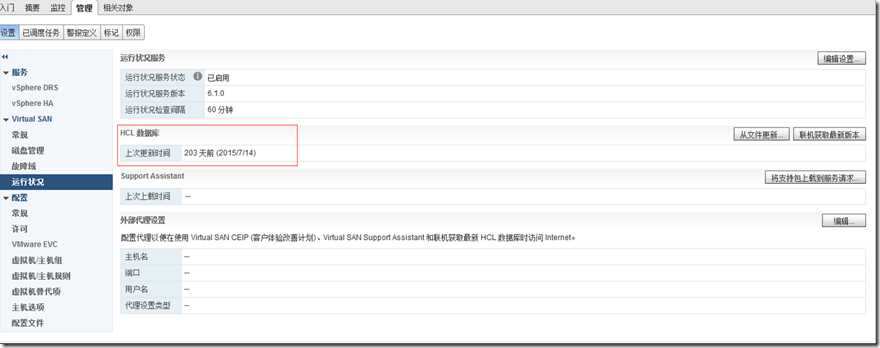 入门 摘要 监控 管理 相关对象
设置 已调度任务 警报定义 标记 权限
服务
vSphere DRS
vSphere HA
Virtual SAN
常规
磁盘管理
故障域
运行状况
配置
常规
许可
VMware EVC
虚拟机/主机组
虚拟机/主机规则
虚拟机替代项
主机选项
配置文件
运行状况服务 编辑设置...
运行状况服务状态 已启用
运行状况服务版本 6.1.0
运行状况检查间隔 60 分钟
HCL 数据库 从文件更新... 联机获取最新版本
上次更新时间 203 天前 (2015/7/14)
Support Assistant 将支持包上载到服务请求...
上次上载时间 --
外部代理设置 编辑...
配置代理以便在使用 Virtual SAN CEIP (客户体验改善计划)、Virtual SAN Support Assistant 和联机获取最新 HCL 数据库时访问 Internet。
主机名 --
端口 --
用户名 --
代理设置类型 --